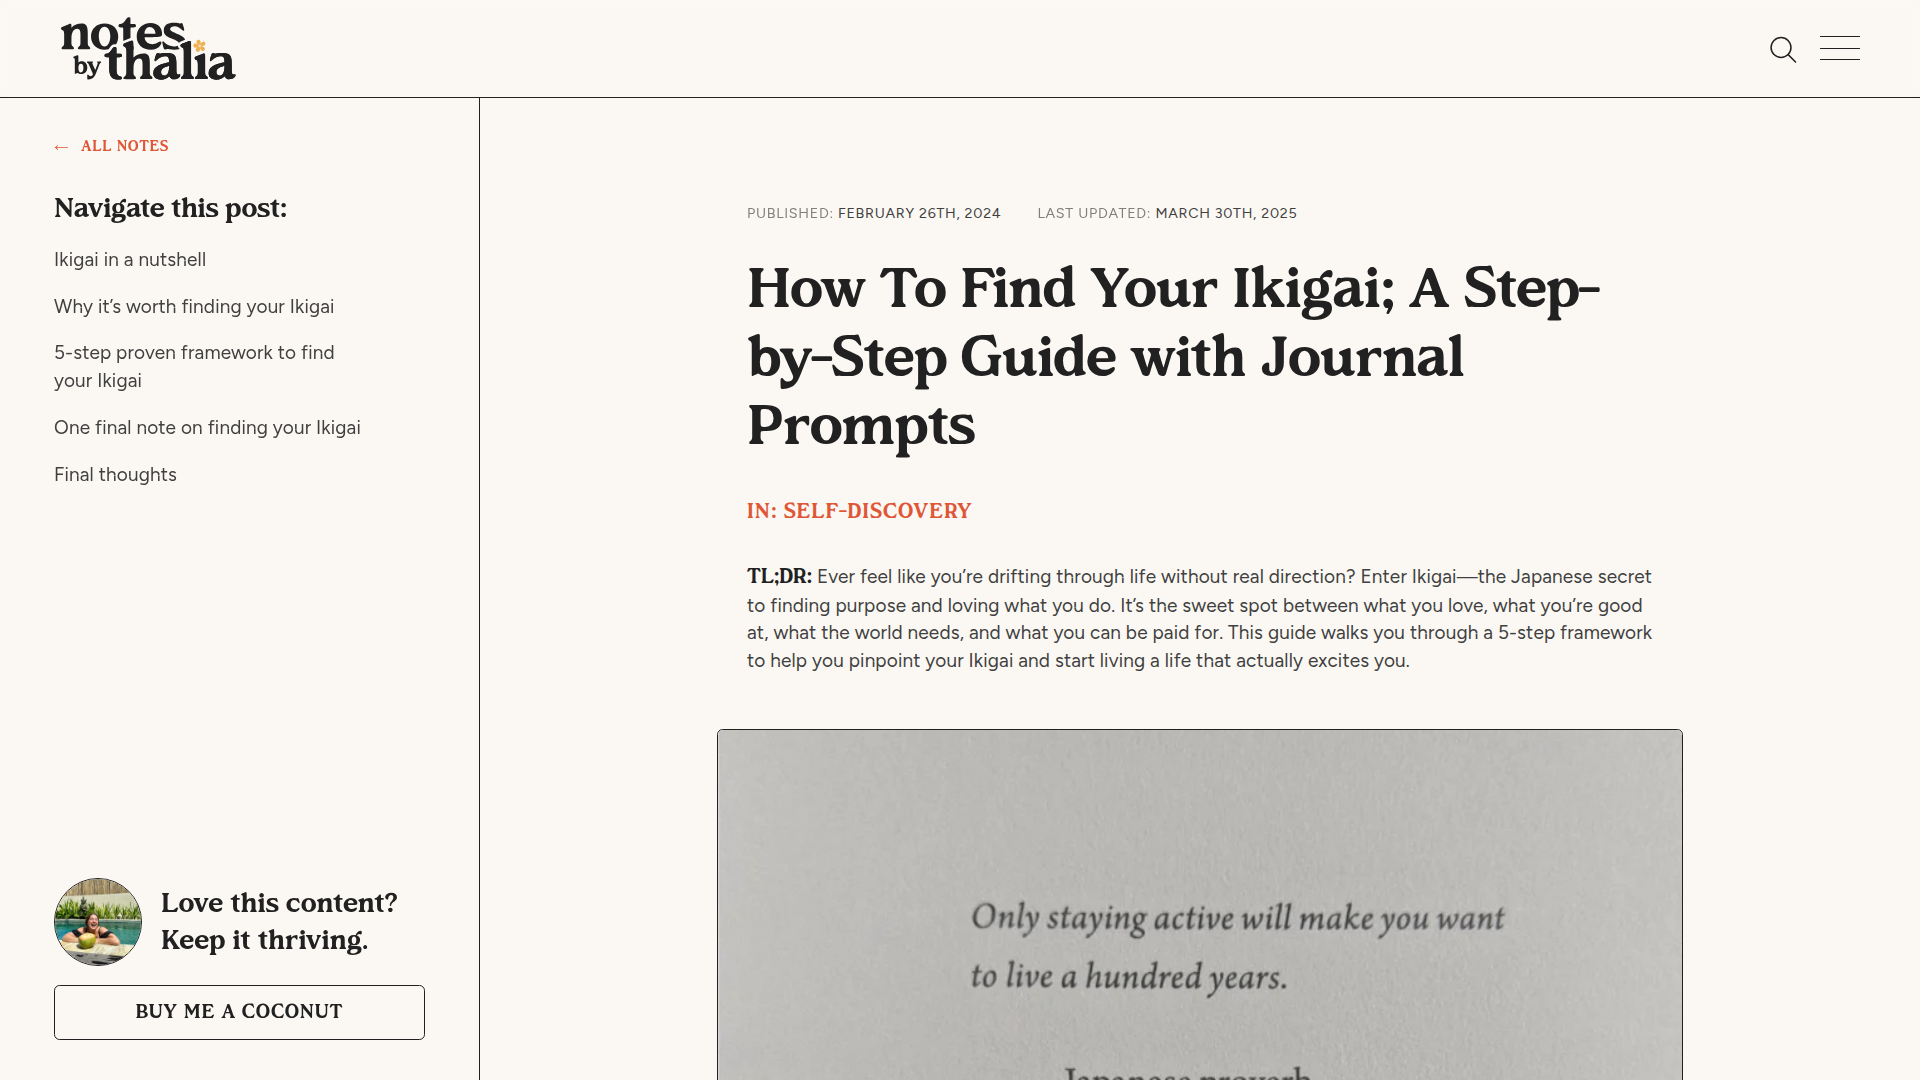 notes
by thalia
← ALL NOTES
Navigate this post:
Ikigai in a nutshell
Why it’s worth finding your Ikigai
5-step proven framework to find
your Ikigai
One final note on finding your Ikigai
Final thoughts
Love this content?
Keep it thriving.
BUY ME A COCONUT
PUBLISHED: FEBRUARY 26TH, 2024 LAST UPDATED: MARCH 30TH, 2025
How To Find Your Ikigai; A Step-
by-Step Guide with Journal
Prompts
IN: SELF-DISCOVERY
TL;DR: Ever feel like you’re drifting through life without real direction? Enter Ikigai—the Japanese secret
to finding purpose and loving what you do. It’s the sweet spot between what you love, what you’re good
at, what the world needs, and what you can be paid for. This guide walks you through a 5-step framework
to help you pinpoint your Ikigai and start living a life that actually excites you.
Only staying active will make you want
to live a hundred years.
Japanese proverb